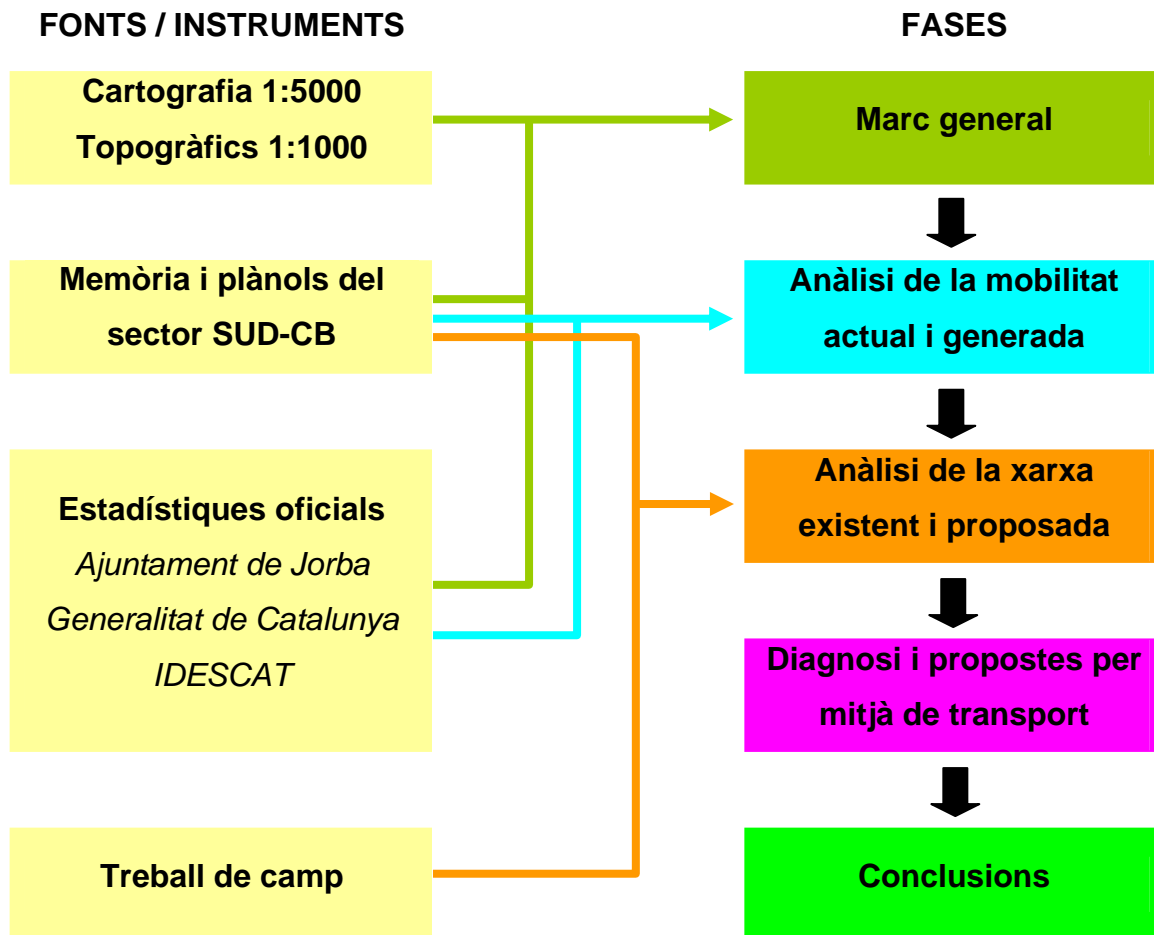 FONTS / INSTRUMENTS
Cartografia 1:5000
Topogràfics 1:1000
Memòria i plànols del
sector SUD-CB
Estadístiques oficials
Ajuntament de Jorba
Generalitat de Catalunya
IDESCAT
Treball de camp
FASES
Marc general
Anàlisi de la mobilitat
actual i generada
Anàlisi de la xarxa
existent i proposada
Diagnosi i propostes per
mitjà de transport
Conclusions